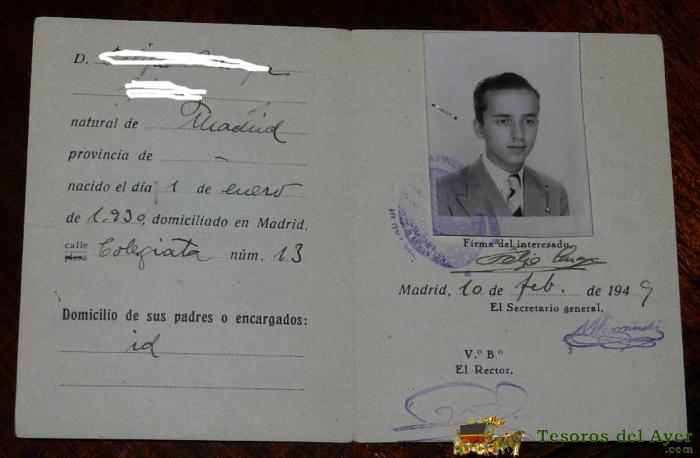 D.
natural de Madrid
provincia de -
nacido el día 1 de enero
de 1.930, domiciliado en Madrid,
calle
plaza
Colegiata núm. 13
Domicilio de sus padres o encargados:
id
Firma del interesado,
Madrid, 10 de feb. de 1949
El Secretario general,
V.º B.º
El Rector,
Tesoros del Ayer
.com